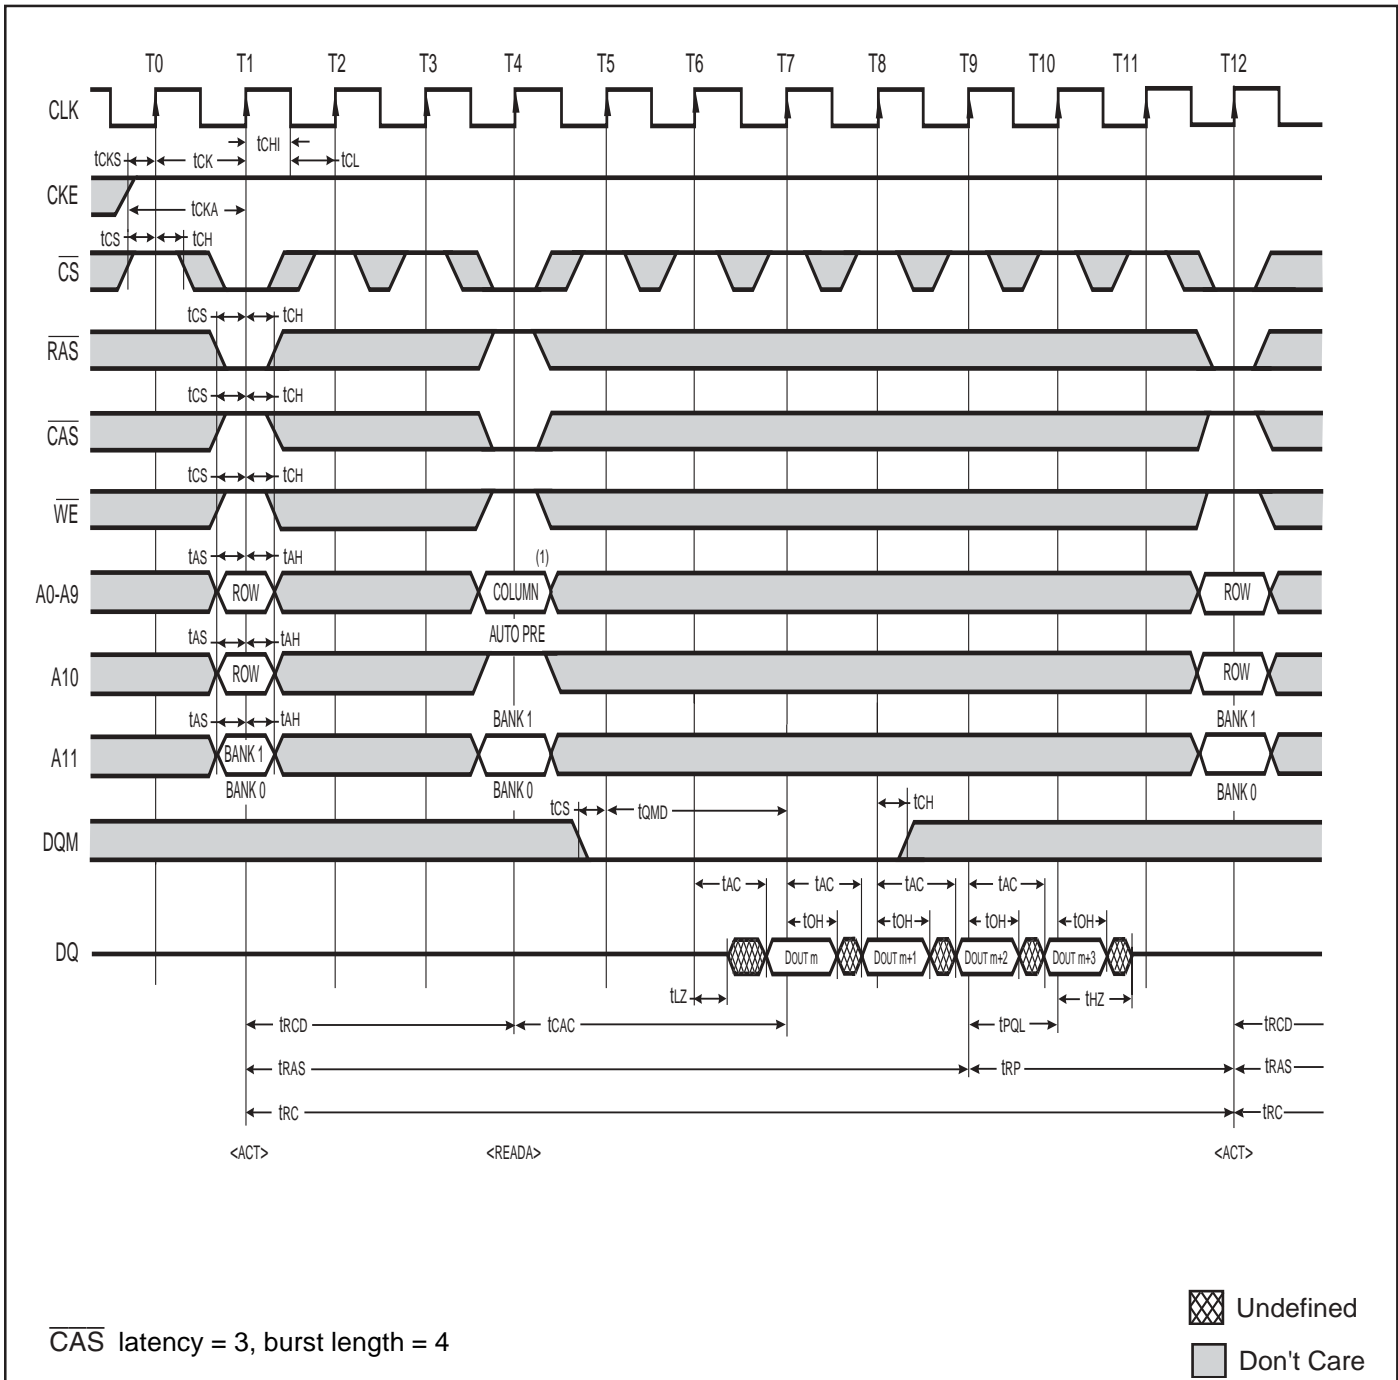 T0 T1 T2 T3 T4 T5 T6 T7 T8 T9 T10 T11 T12
CLK
tCHI
tCKS tCK tCL
CKE
tCKA
tCS tCH
CS
tCS tCH
RAS
tCS tCH
CAS
tCS tCH
WE
tAS tAH (1)
A0-A9 ROW COLUMN ROW
tAS tAH AUTO PRE
A10 ROW ROW
tAS tAH BANK 1 BANK 1
A11 BANK 1
BANK 0 BANK 0 BANK 0
tCS tQMD tCH
DQM
tAC tAC tAC tAC
tOH tOH tOH tOH
DQ DOUT m DOUT m+1 DOUT m+2 DOUT m+3
tLZ tHZ
tRCD tCAC tPQL tRCD
tRAS tRP tRAS
tRC tRC
<ACT> <READA> <ACT>
Undefined
CAS latency = 3, burst length = 4
Don't Care